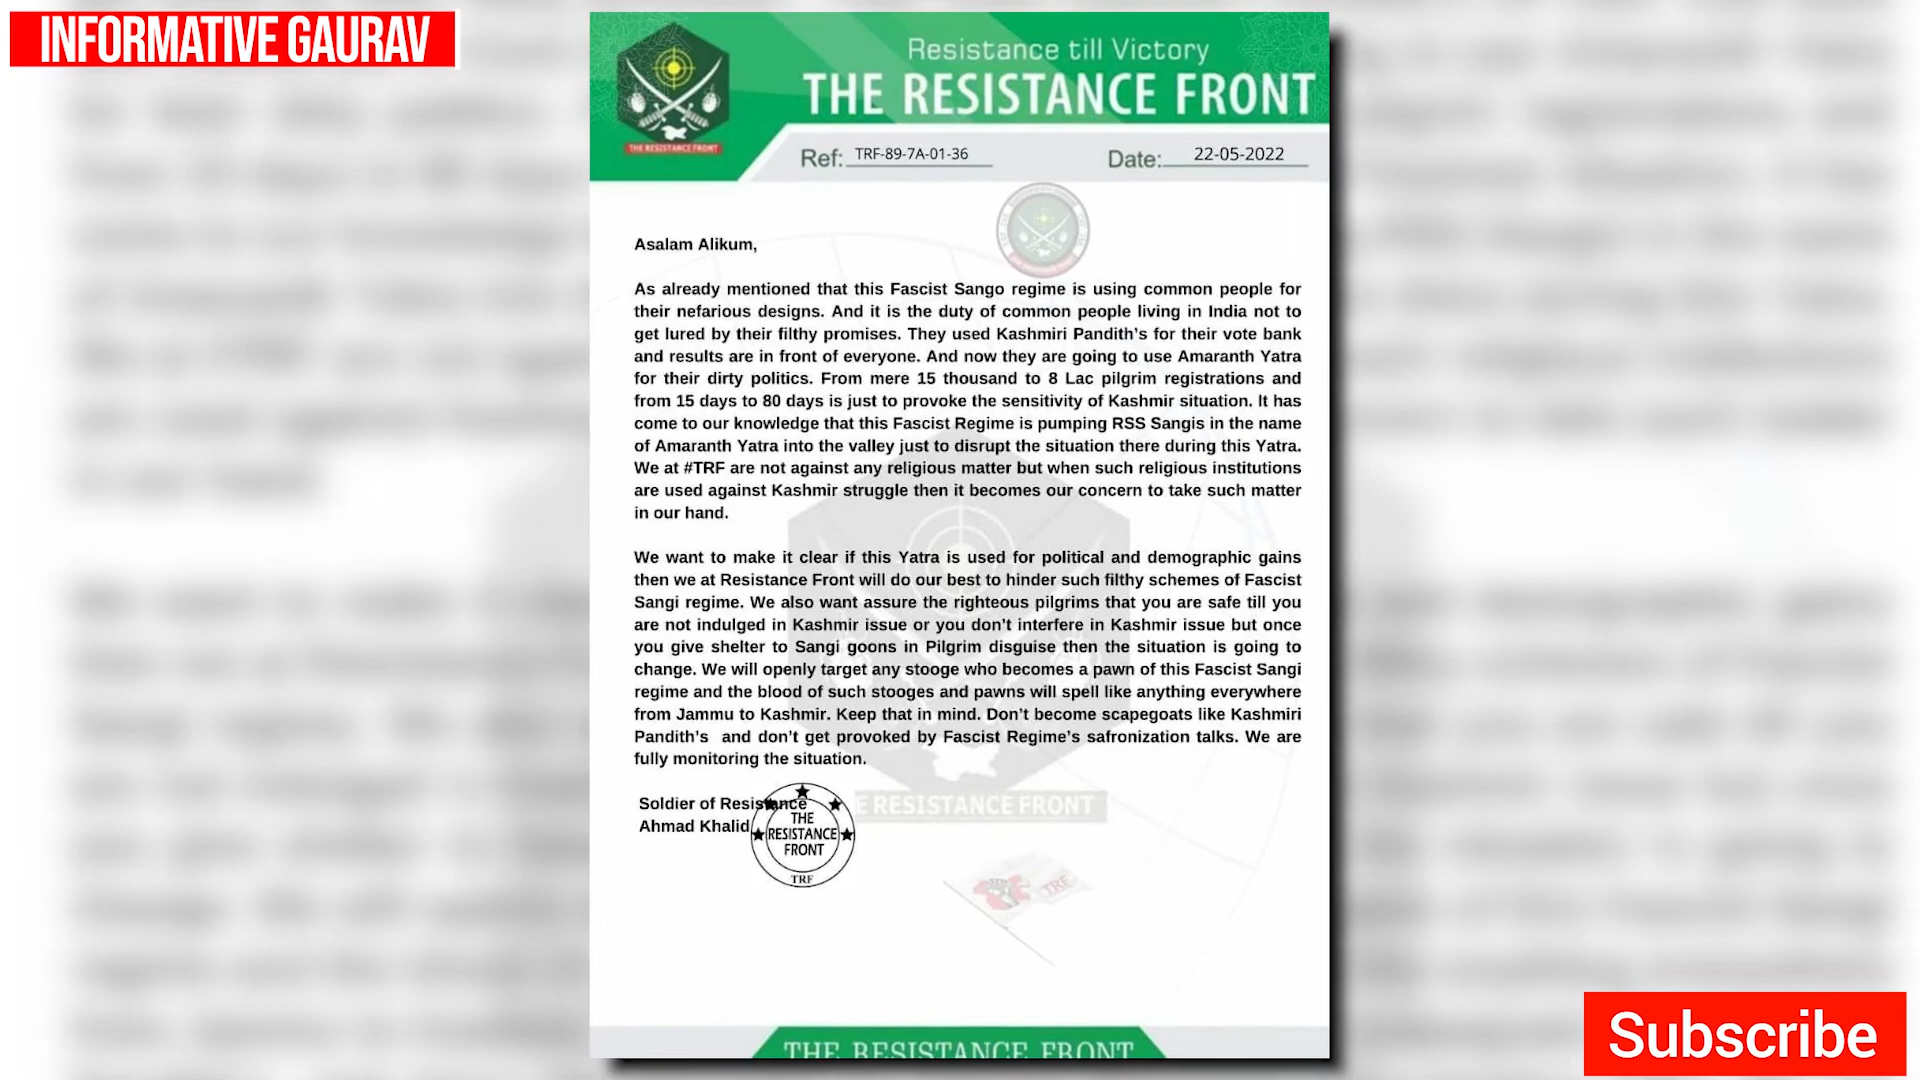 INFORMATIVE GAURAV
Resistance till Victory
THE RESISTANCE FRONT
THE RESISTANCE FRONT
Ref: TRF-89-7A-01-36
Date: 22-05-2022
Asalam Alikum,
As already mentioned that this Fascist Sango regime is using common people for
their nefarious designs. And it is the duty of common people living in India not to
get lured by their filthy promises. They used Kashmiri Pandith's for their vote bank
and results are in front of everyone. And now they are going to use Amaranth Yatra
for their dirty politics. From mere 15 thousand to 8 Lac pilgrim registrations and
from 15 days to 80 days is just to provoke the sensitivity of Kashmir situation. It has
come to our knowledge that this Fascist Regime is pumping RSS Sangis in the name
of Amaranth Yatra into the valley just to disrupt the situation there during this Yatra.
We at #TRF are not against any religious matter but when such religious institutions
are used against Kashmir struggle then it becomes our concern to take such matter
in our hand.
We want to make it clear if this Yatra is used for political and demographic gains
then we at Resistance Front will do our best to hinder such filthy schemes of Fascist
Sangi regime. We also want assure the righteous pilgrims that you are safe till you
are not indulged in Kashmir issue or you don't interfere in Kashmir issue but once
you give shelter to Sangi goons in Pilgrim disguise then the situation is going to
change. We will openly target any stooge who becomes a pawn of this Fascist Sangi
regime and the blood of such stooges and pawns will spell like anything everywhere
from Jammu to Kashmir. Keep that in mind. Don't become scapegoats like Kashmiri
Pandith's and don't get provoked by Fascist Regime's safronization talks. We are
fully monitoring the situation.
Soldier of Resistance
Ahmad Khalid
THE
RESISTANCE
FRONT
TRF
E RESISTANCE FRONT
TRF
THE RESISTANCE FRONT
Subscribe